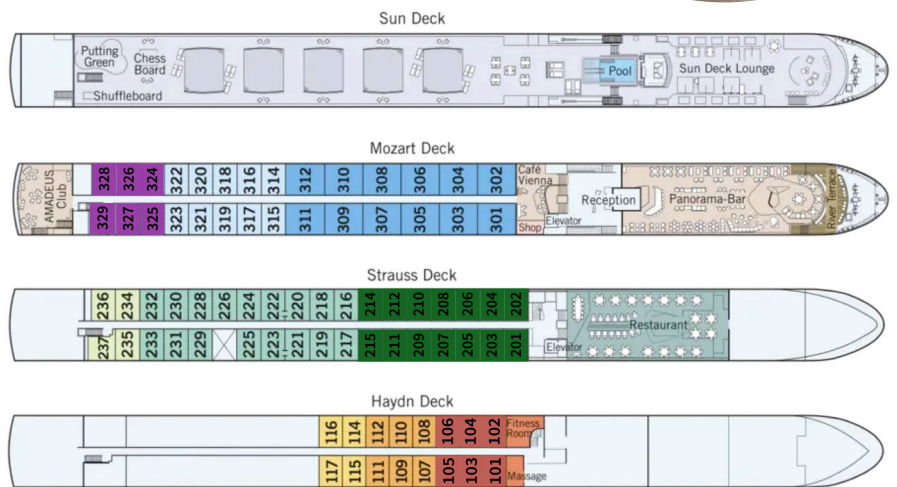 Sun Deck
Putting
Green
Chess
Board
Shuffleboard
Pool
Sun Deck Lounge
Mozart Deck
AMADEUS
Club
328 326 324 322 320 318 316 314 312 310 308 306 304 302
329 327 325 323 321 319 317 315 311 309 307 305 303 301
Café
Vienna
Shop
Elevator
Reception
Panorama-Bar
River Terrace
Strauss Deck
236 234 232 230 228 226 224 222 220 218 216 214 212 210 208 206 204 202
237 235 233 231 229 225 223 221 219 217 215 211 209 207 205 203 201
Elevator
Restaurant
Haydn Deck
116 114 112 110 108 106 104 102
117 115 111 109 107 105 103 101
Fitness
Room
Massage